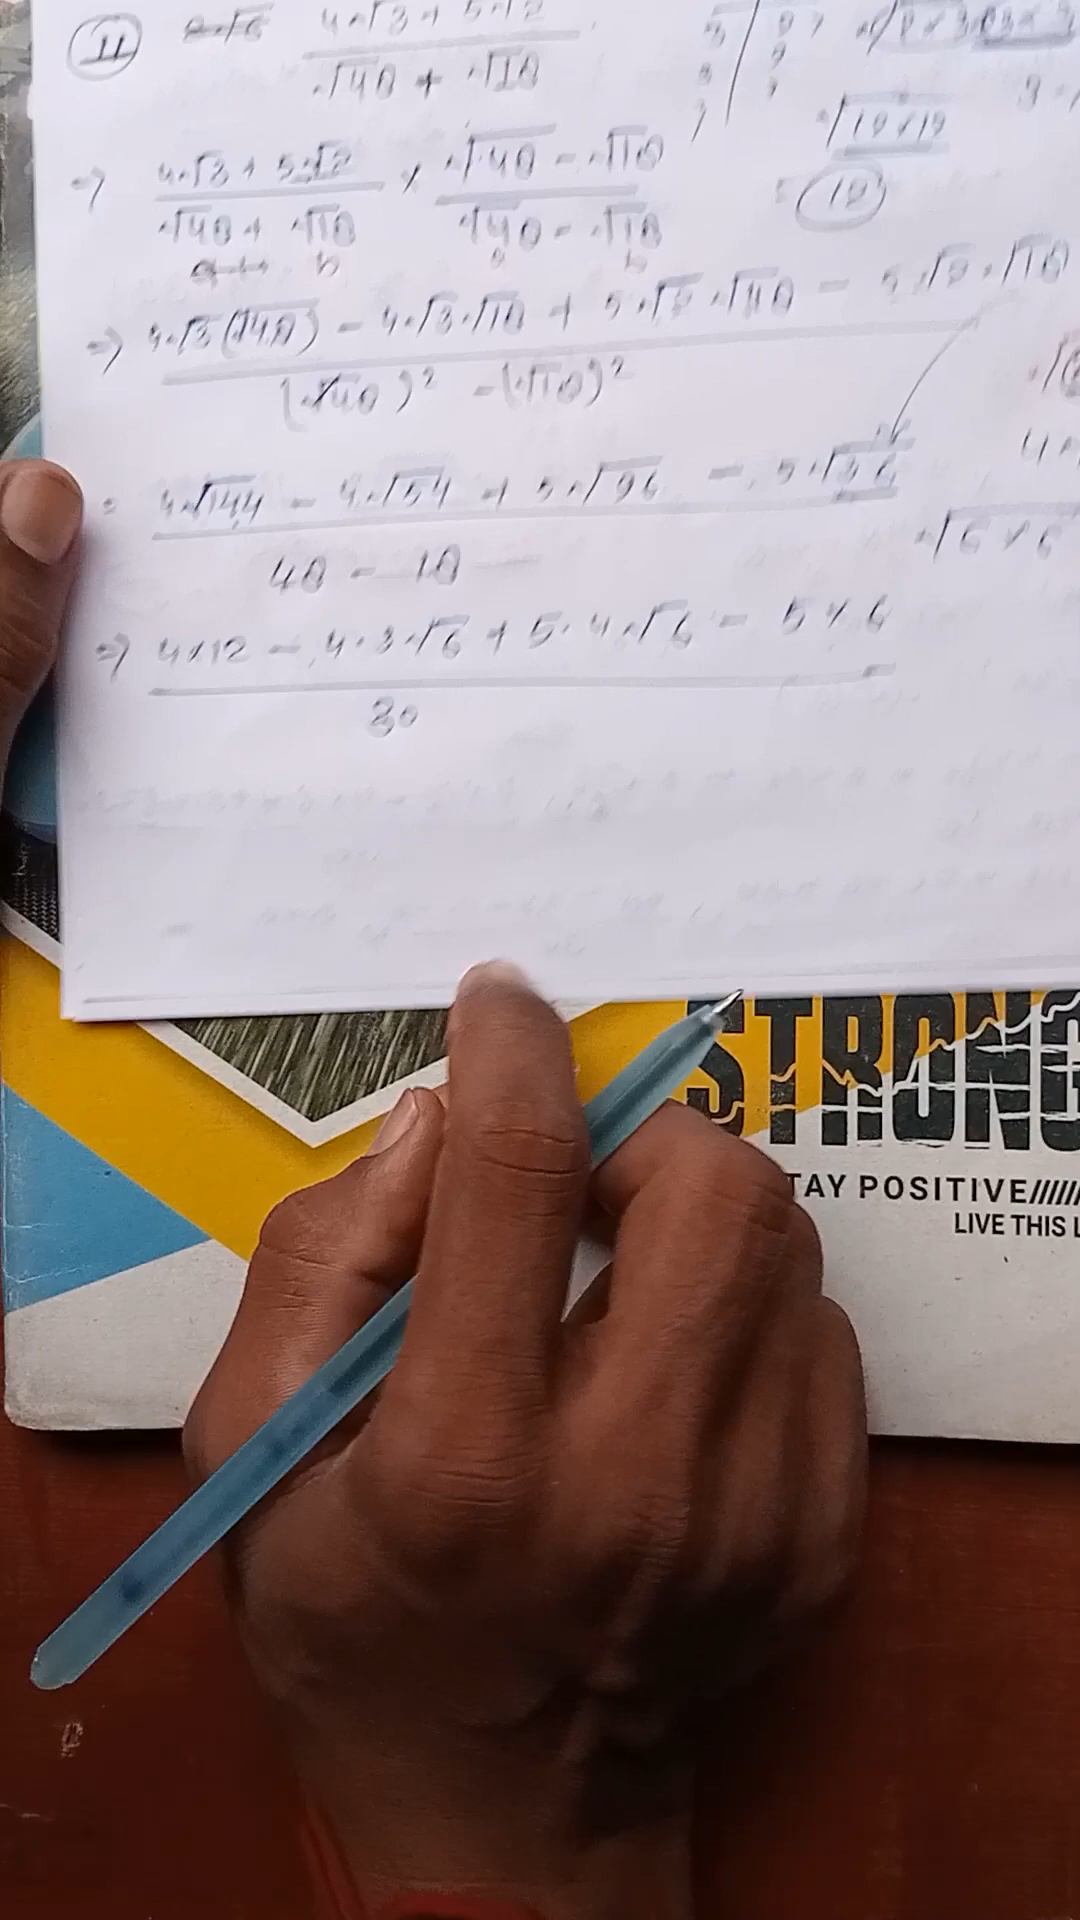 II 4√3 + 5√2
√48 + √18
⇒ 4√3 + 5√2 × √48 - √18
√48 + √18 √48 - √18
b a b
⇒ 4√3(√48) - 4√3·√18 + 5·√2·√48 - 5√2·√18
(√48)² - (√18)²
= 4√144 - 4√54 + 5√96 - 5√36
48 - 18
⇒ 4×12 - 4·3√6 + 5·4√6 - 5×6
30
√12×12
12
√6×6
STRONG
TAY POSITIVE//////
LIVE THIS L